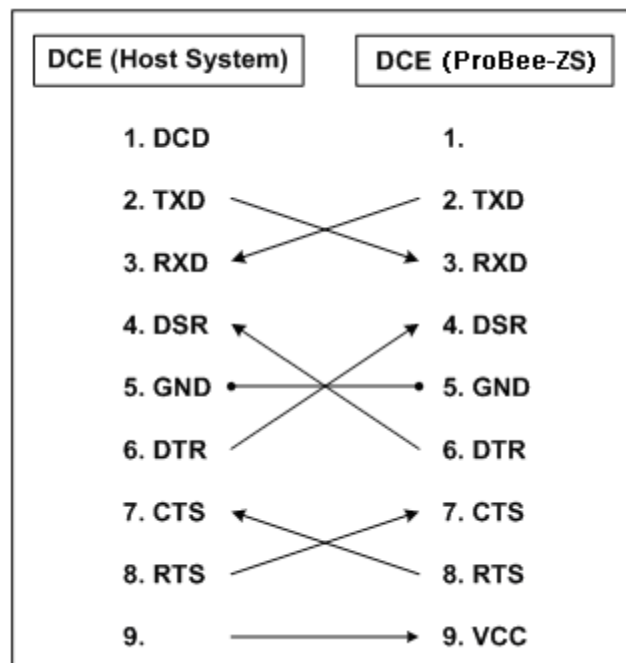 DCE (Host System) DCE (ProBee-ZS)
1. DCD 1.
2. TXD 2. TXD
3. RXD 3. RXD
4. DSR 4. DSR
5. GND 5. GND
6. DTR 6. DTR
7. CTS 7. CTS
8. RTS 8. RTS
9. 9. VCC